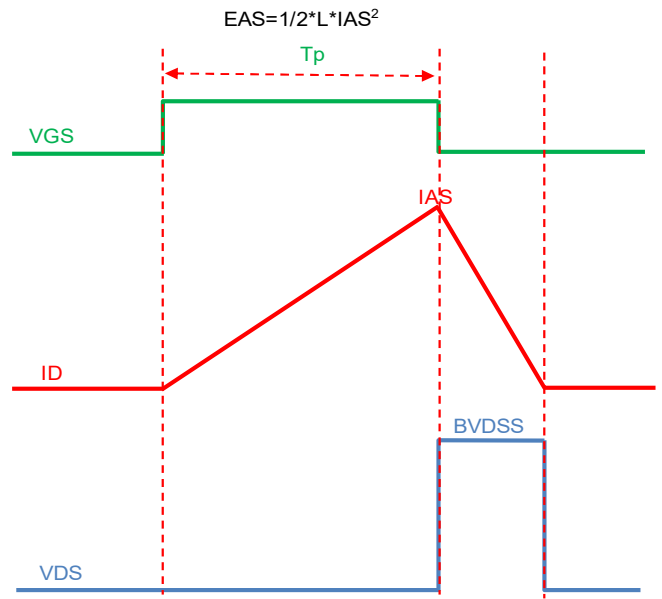 EAS=1/2*L*IAS²
Tp
VGS
IAS
ID
BVDSS
VDS